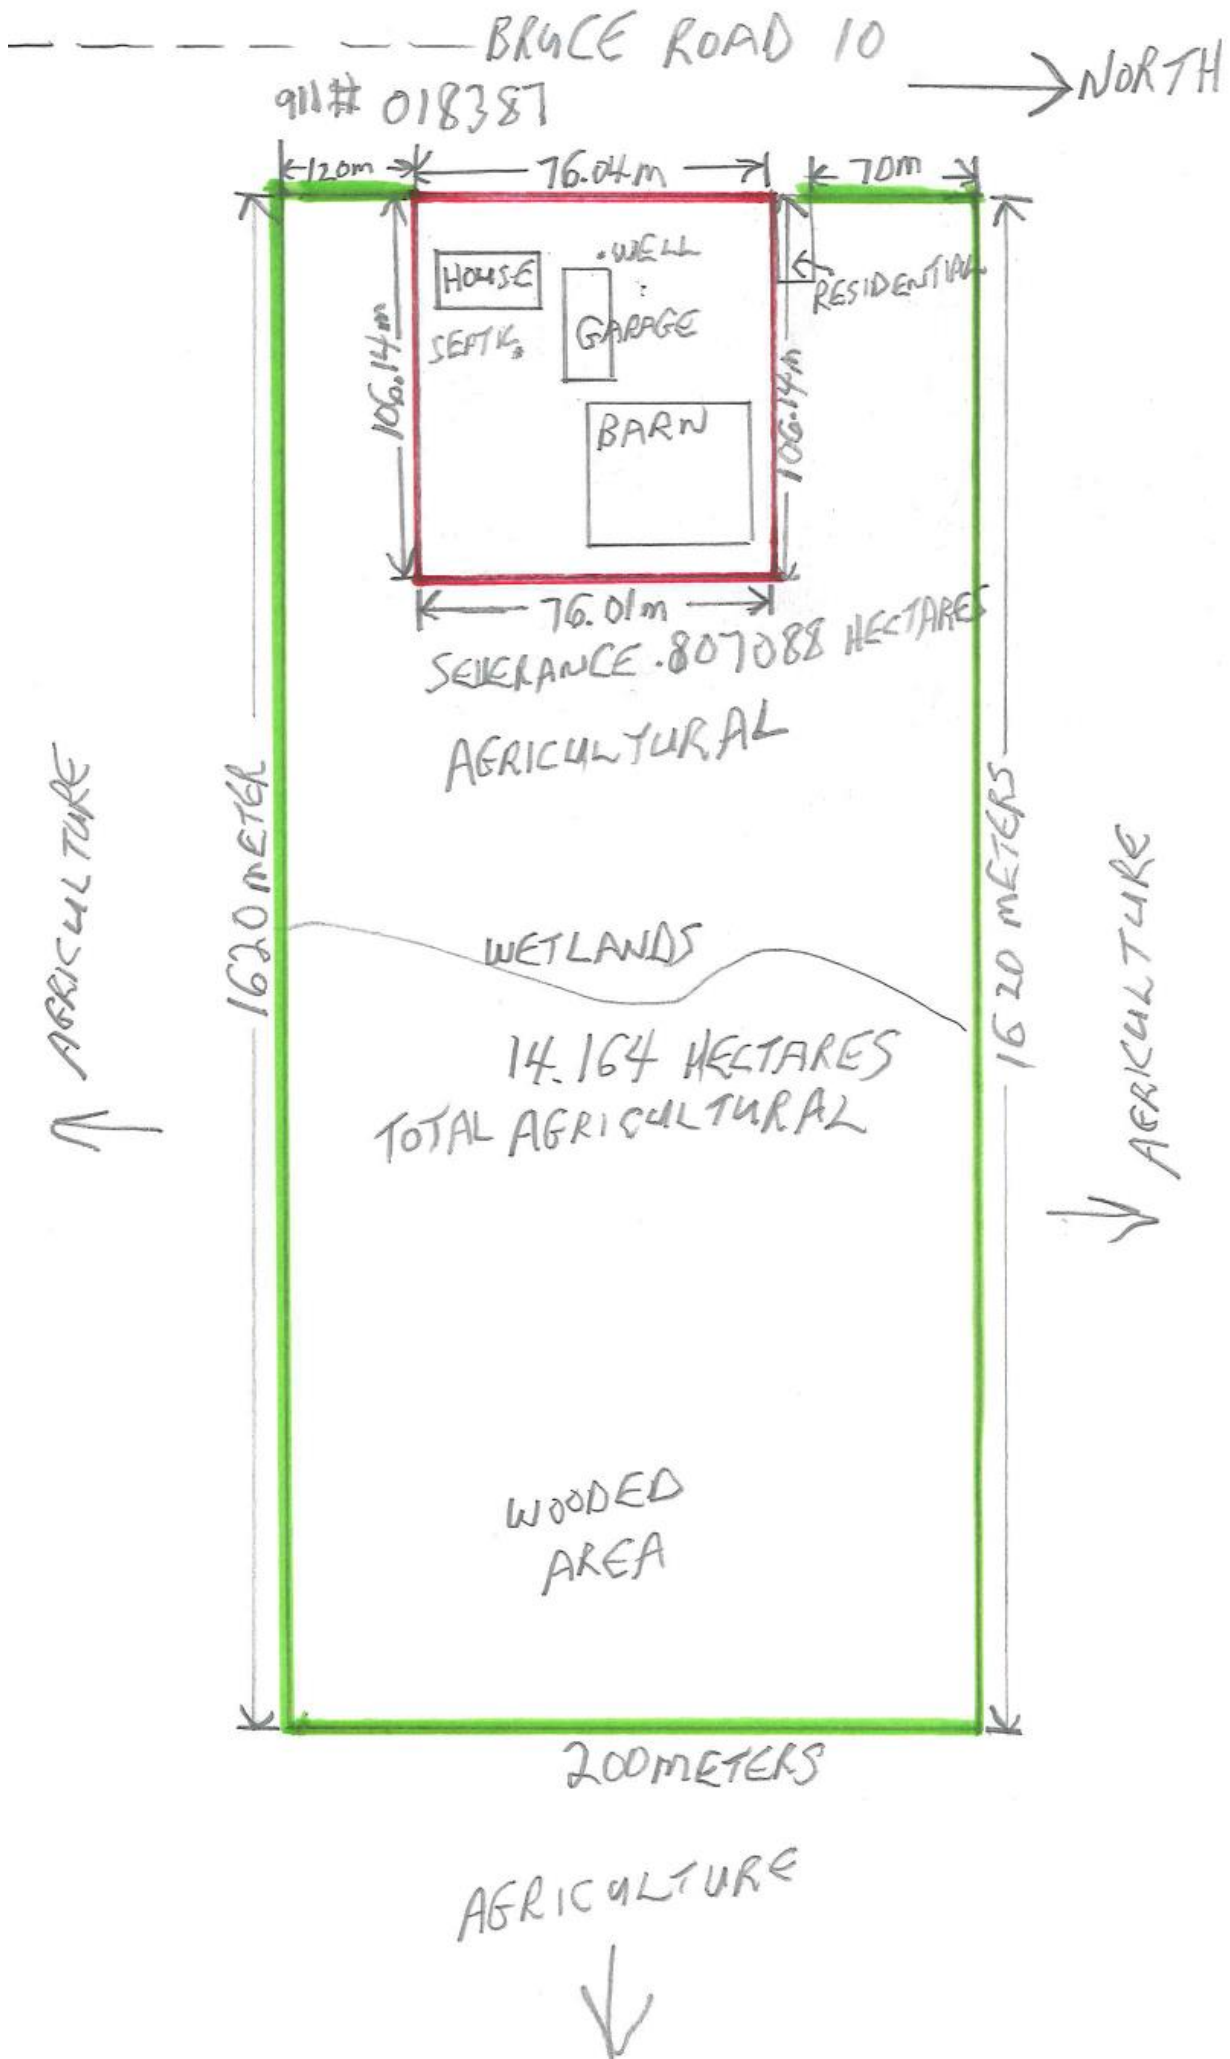 BRUCE ROAD 10
NORTH
911# 018387
120m
76.04m
70m
HOUSE
.WELL
RESIDENTIAL
SEPTIC.
GARAGE
106.14m
106.14m
BARN
76.01m
SEVERANCE .807088 HECTARES
AGRICULTURAL
1620 METER
1620 METERS
AGRICULTURE
AGRICULTURE
WETLANDS
14.164 HECTARES
TOTAL AGRICULTURAL
WOODED
AREA
200METERS
AGRICULTURE